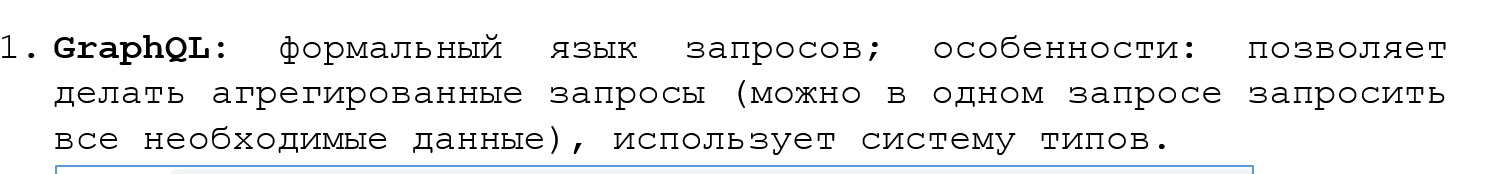 1. GraphQL: формальный язык запросов; особенности: позволяет
делать агрегированные запросы (можно в одном запросе запросить
все необходимые данные), использует систему типов.